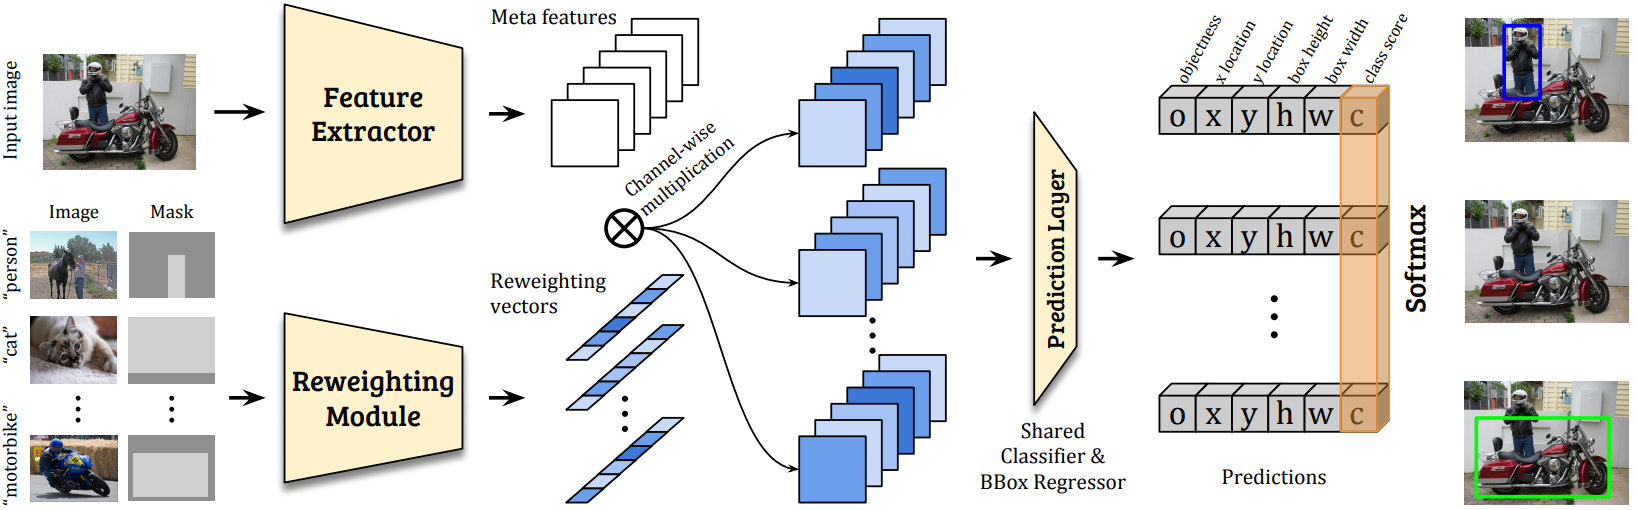 Input image
Feature
Extractor
Meta features
Channel-wise
multiplication
Image
Mask
“person”
“cat”
“motorbike”
Reweighting
Module
Reweighting
vectors
Prediction Layer
Shared
Classifier &
BBox Regressor
objectness
x location
y location
box height
box width
class score
o x y h w c
o x y h w c
o x y h w c
Predictions
Softmax